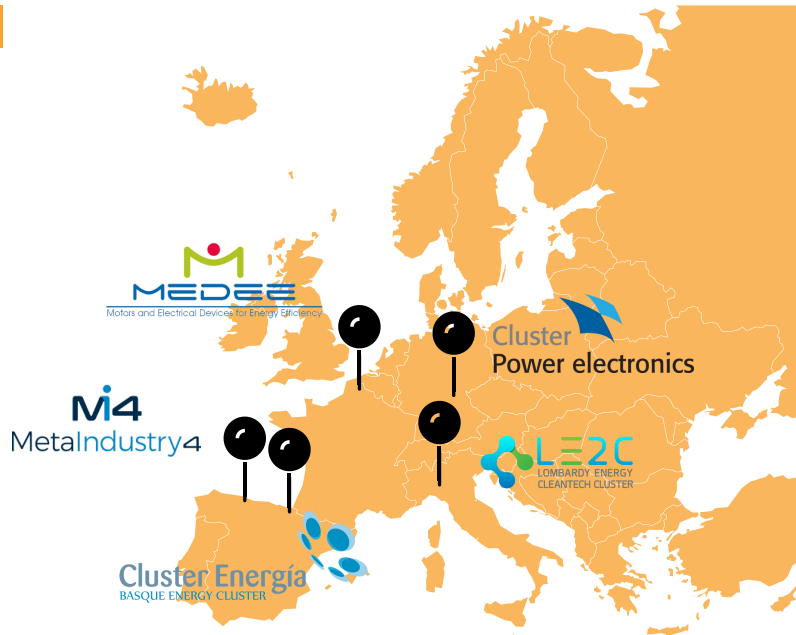 MEDEE
Motors and Electrical Devices for Energy Efficiency
Cluster
Power electronics
Mi4
MetaIndustry4
LE2C
LOMBARDY ENERGY
CLEANTECH CLUSTER
Cluster Energía
BASQUE ENERGY CLUSTER